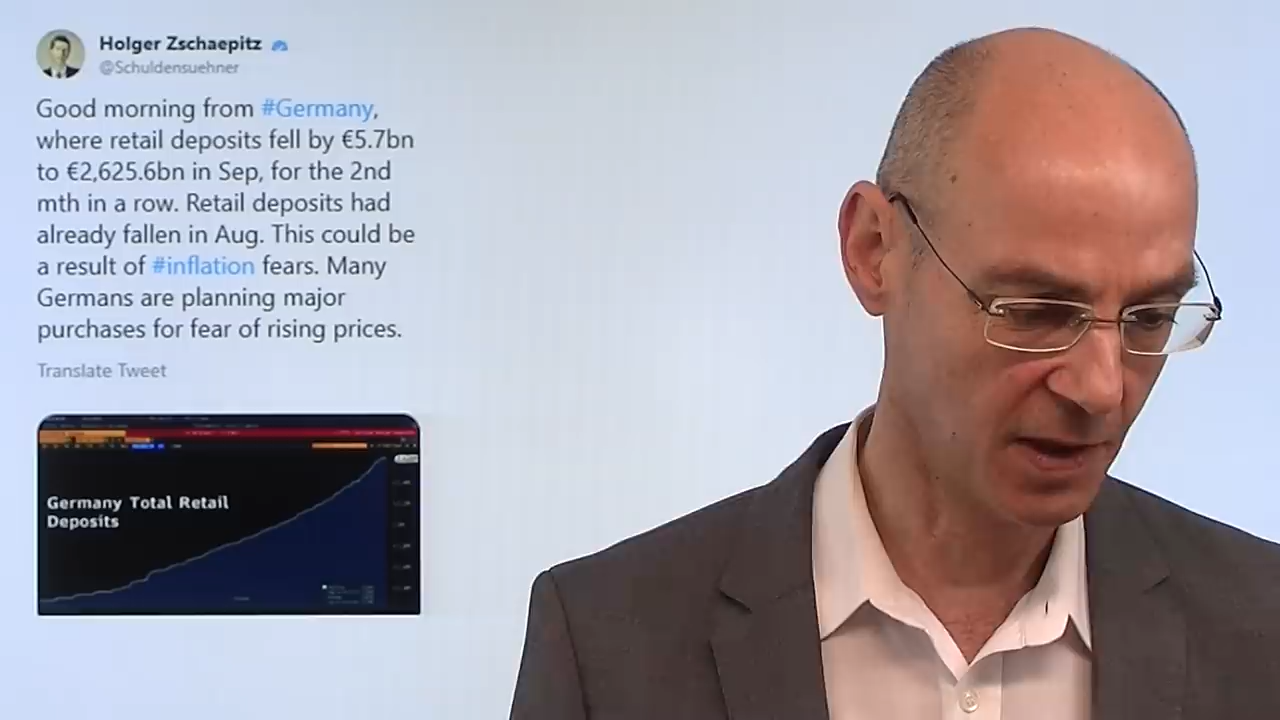 Holger Zschaepitz
@Schuldensuehner
Good morning from #Germany,
where retail deposits fell by €5.7bn
to €2,625.6bn in Sep, for the 2nd
mth in a row. Retail deposits had
already fallen in Aug. This could be
a result of #inflation fears. Many
Germans are planning major
purchases for fear of rising prices.
Translate Tweet
Germany Total Retail
Deposits